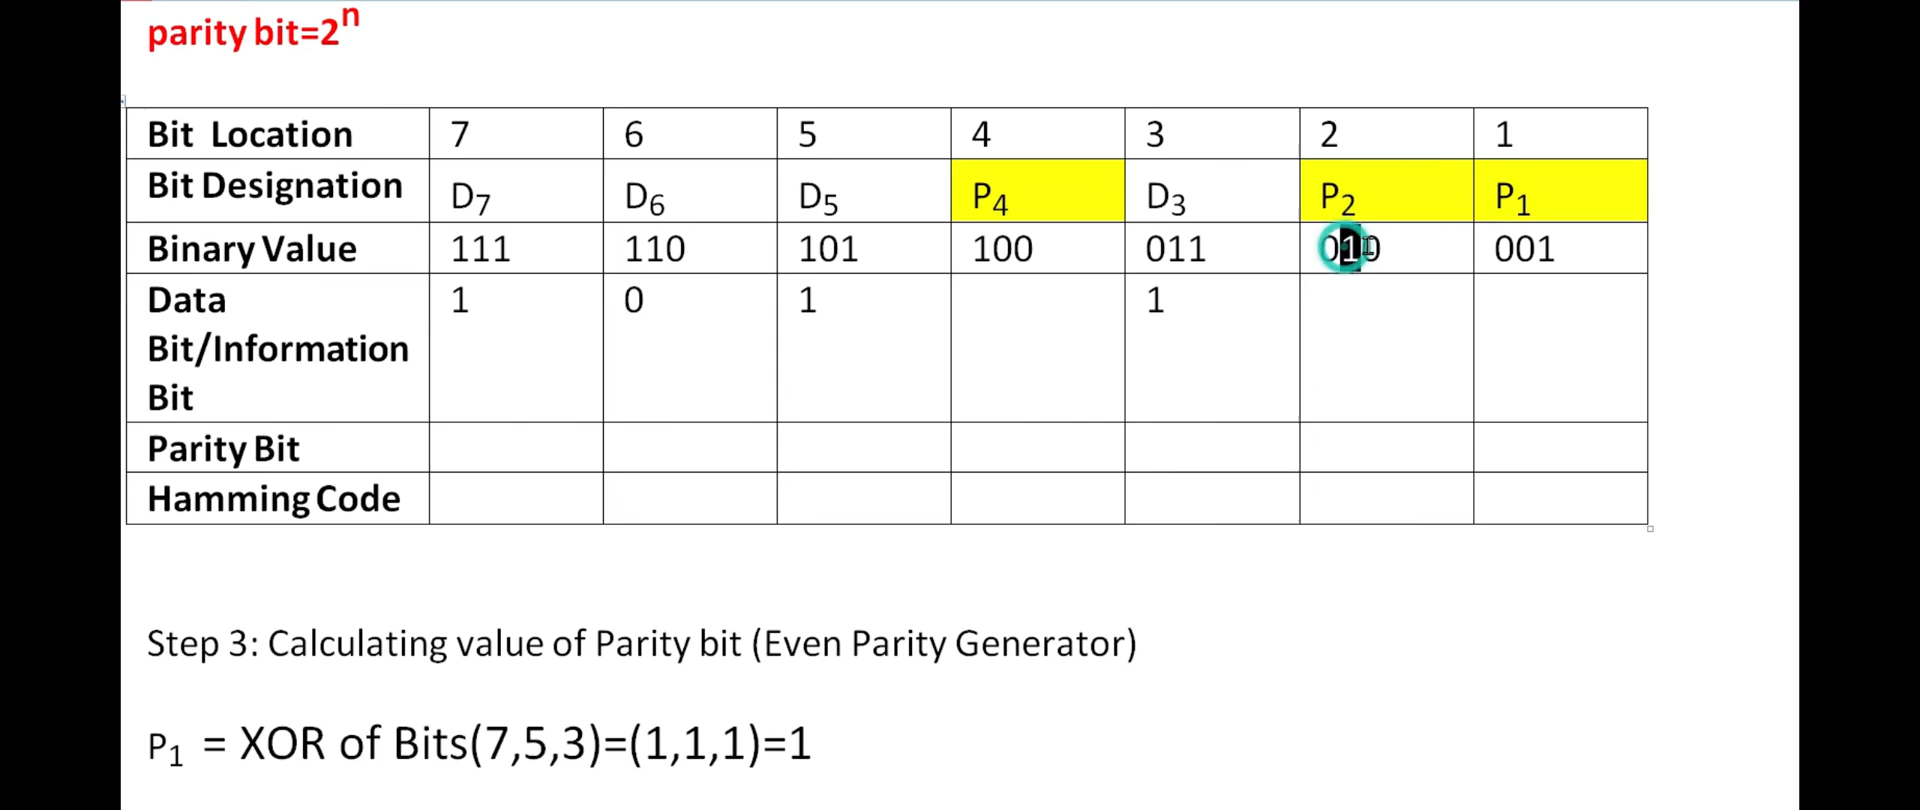 parity bit=2ⁿ
Bit Location 7 6 5 4 3 2 1
Bit Designation D₇ D₆ D₅ P₄ D₃ P₂ P₁
Binary Value 111 110 101 100 011 010 001
Data 1 0 1 1
Bit/Information
Bit
Parity Bit
Hamming Code
Step 3: Calculating value of Parity bit (Even Parity Generator)
P₁ = XOR of Bits(7,5,3)=(1,1,1)=1